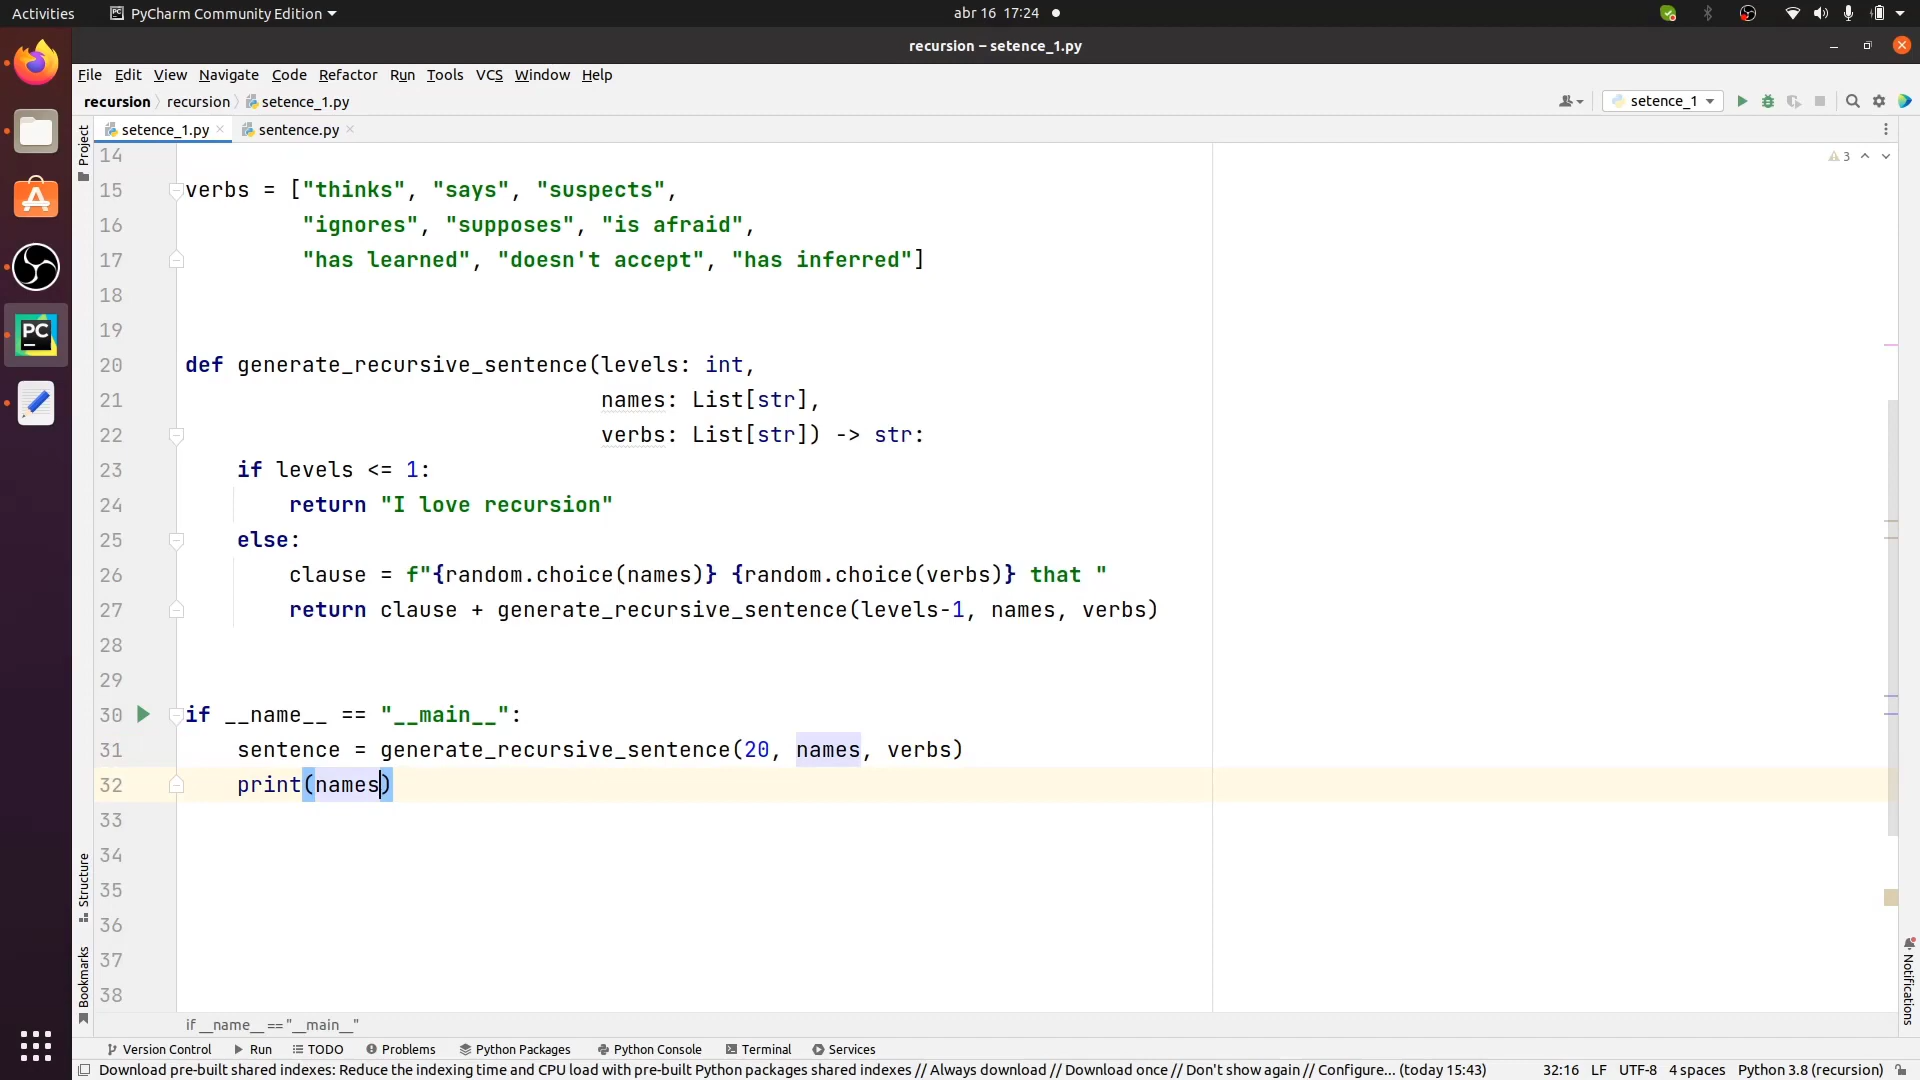 Activities PyCharm Community Edition abr 16 17:24
recursion – setence_1.py
File Edit View Navigate Code Refactor Run Tools VCS Window Help
recursion recursion setence_1.py setence_1
setence_1.py sentence.py
Project
3
14
15 verbs = ["thinks", "says", "suspects",
16 "ignores", "supposes", "is afraid",
17 "has learned", "doesn't accept", "has inferred"]
18
19
20 def generate_recursive_sentence(levels: int,
21 names: List[str],
22 verbs: List[str]) -> str:
23 if levels <= 1:
24 return "I love recursion"
25 else:
26 clause = f"{random.choice(names)} {random.choice(verbs)} that "
27 return clause + generate_recursive_sentence(levels-1, names, verbs)
28
29
30 if __name__ == "__main__":
31 sentence = generate_recursive_sentence(20, names, verbs)
32 print(names)
33
34
35
36
37
38
Structure
Bookmarks
Notifications
if __name__ == "__main__"
Version Control Run TODO Problems Python Packages Python Console Terminal Services
Download pre-built shared indexes: Reduce the indexing time and CPU load with pre-built Python packages shared indexes // Always download // Download once // Don't show again // Configure... (today 15:43) 32:16 LF UTF-8 4 spaces Python 3.8 (recursion)